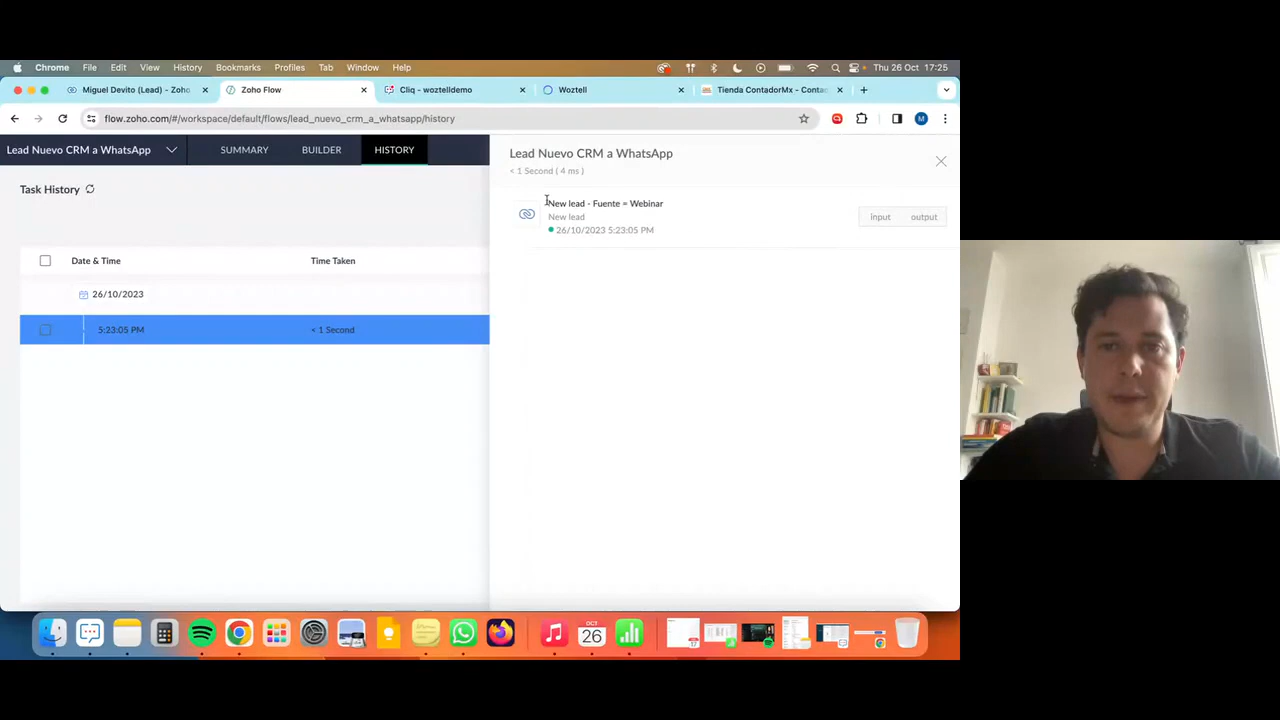 Chrome File Edit View History Bookmarks Profiles Tab Window Help Thu 26 Oct 17:25
Miguel Devito (Lead) - Zoho Zoho Flow Cliq - woztelldemo Woztell Tienda ContadorMx - Conta
flow.zoho.com/#/workspace/default/flows/lead_nuevo_crm_a_whatsapp/history M
Lead Nuevo CRM a WhatsApp SUMMARY BUILDER HISTORY
Lead Nuevo CRM a WhatsApp
< 1 Second ( 4 ms )
Task History
New lead - Fuente = Webinar
New lead input output
26/10/2023 5:23:05 PM
Date & Time Time Taken
26/10/2023
5:23:05 PM < 1 Second
OCT
26
17